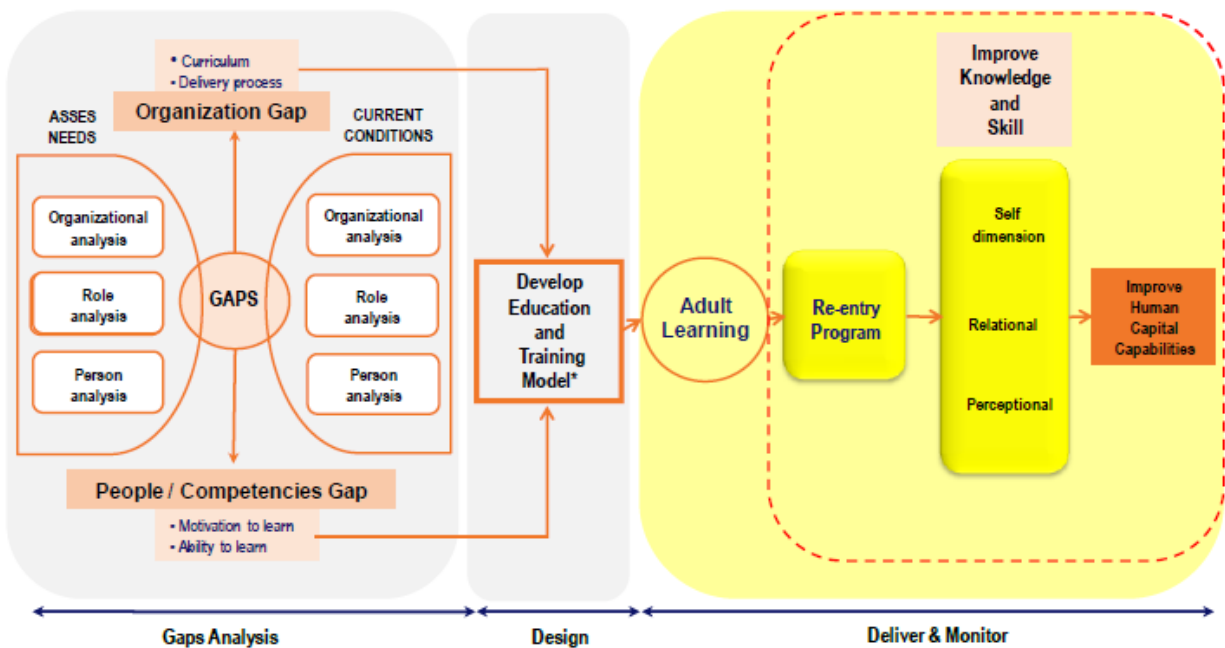 • Curriculum
- Delivery process
Organization Gap
ASSES
NEEDS
CURRENT
CONDITIONS
Organizational
analysis
Role
analysis
Person
analysis
GAPS
Organizational
analysis
Role
analysis
Person
analysis
People / Competencies Gap
- Motivation to learn
- Ability to learn
Develop
Education
and
Training
Model*
Adult
Learning
Re-entry
Program
Improve
Knowledge
and
Skill
Self
dimension
Relational
Perceptional
Improve
Human
Capital
Capabilities
Gaps Analysis
Design
Deliver & Monitor